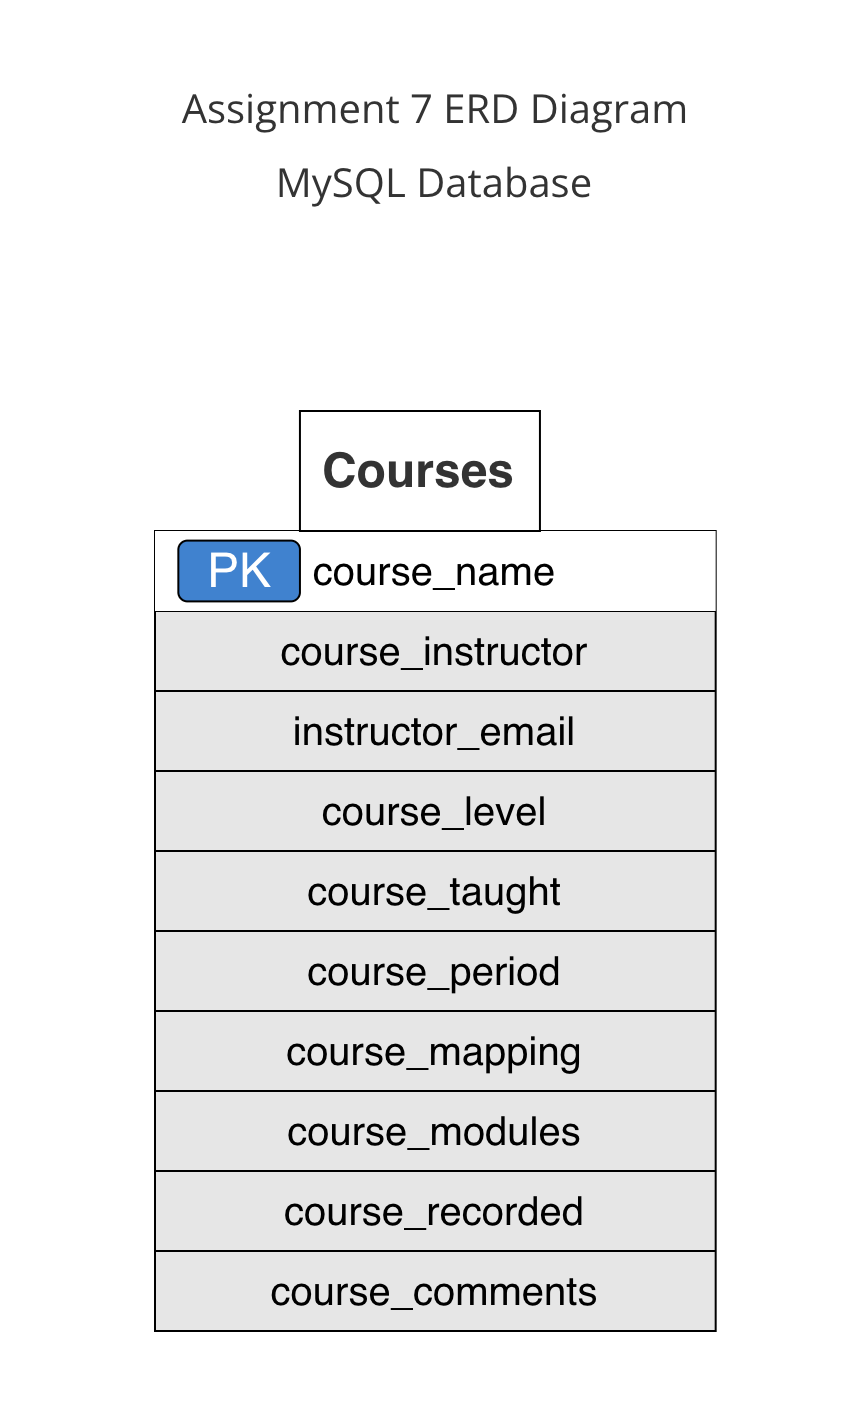 Assignment 7 ERD Diagram
MySQL Database
Courses
PK course_name
course_instructor
instructor_email
course_level
course_taught
course_period
course_mapping
course_modules
course_recorded
course_comments